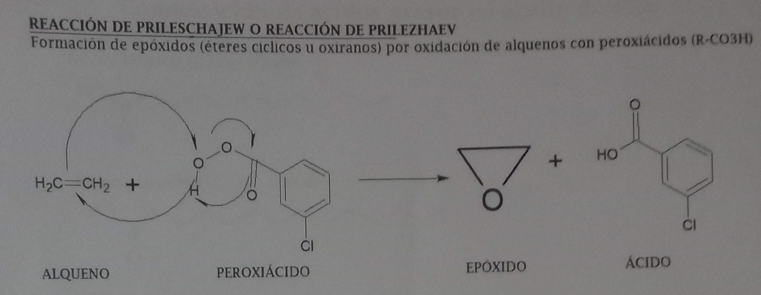 REACCIÓN DE PRILESCHAJEW O REACCIÓN DE PRILEZHAEV
Formación de epóxidos (éteres cíclicos u oxiranos) por oxidación de alquenos con peroxiácidos (R-CO3H)
H₂C=CH₂ + O O H O Cl
O + HO O Cl
ALQUENO PEROXIÁCIDO EPÓXIDO ÁCIDO